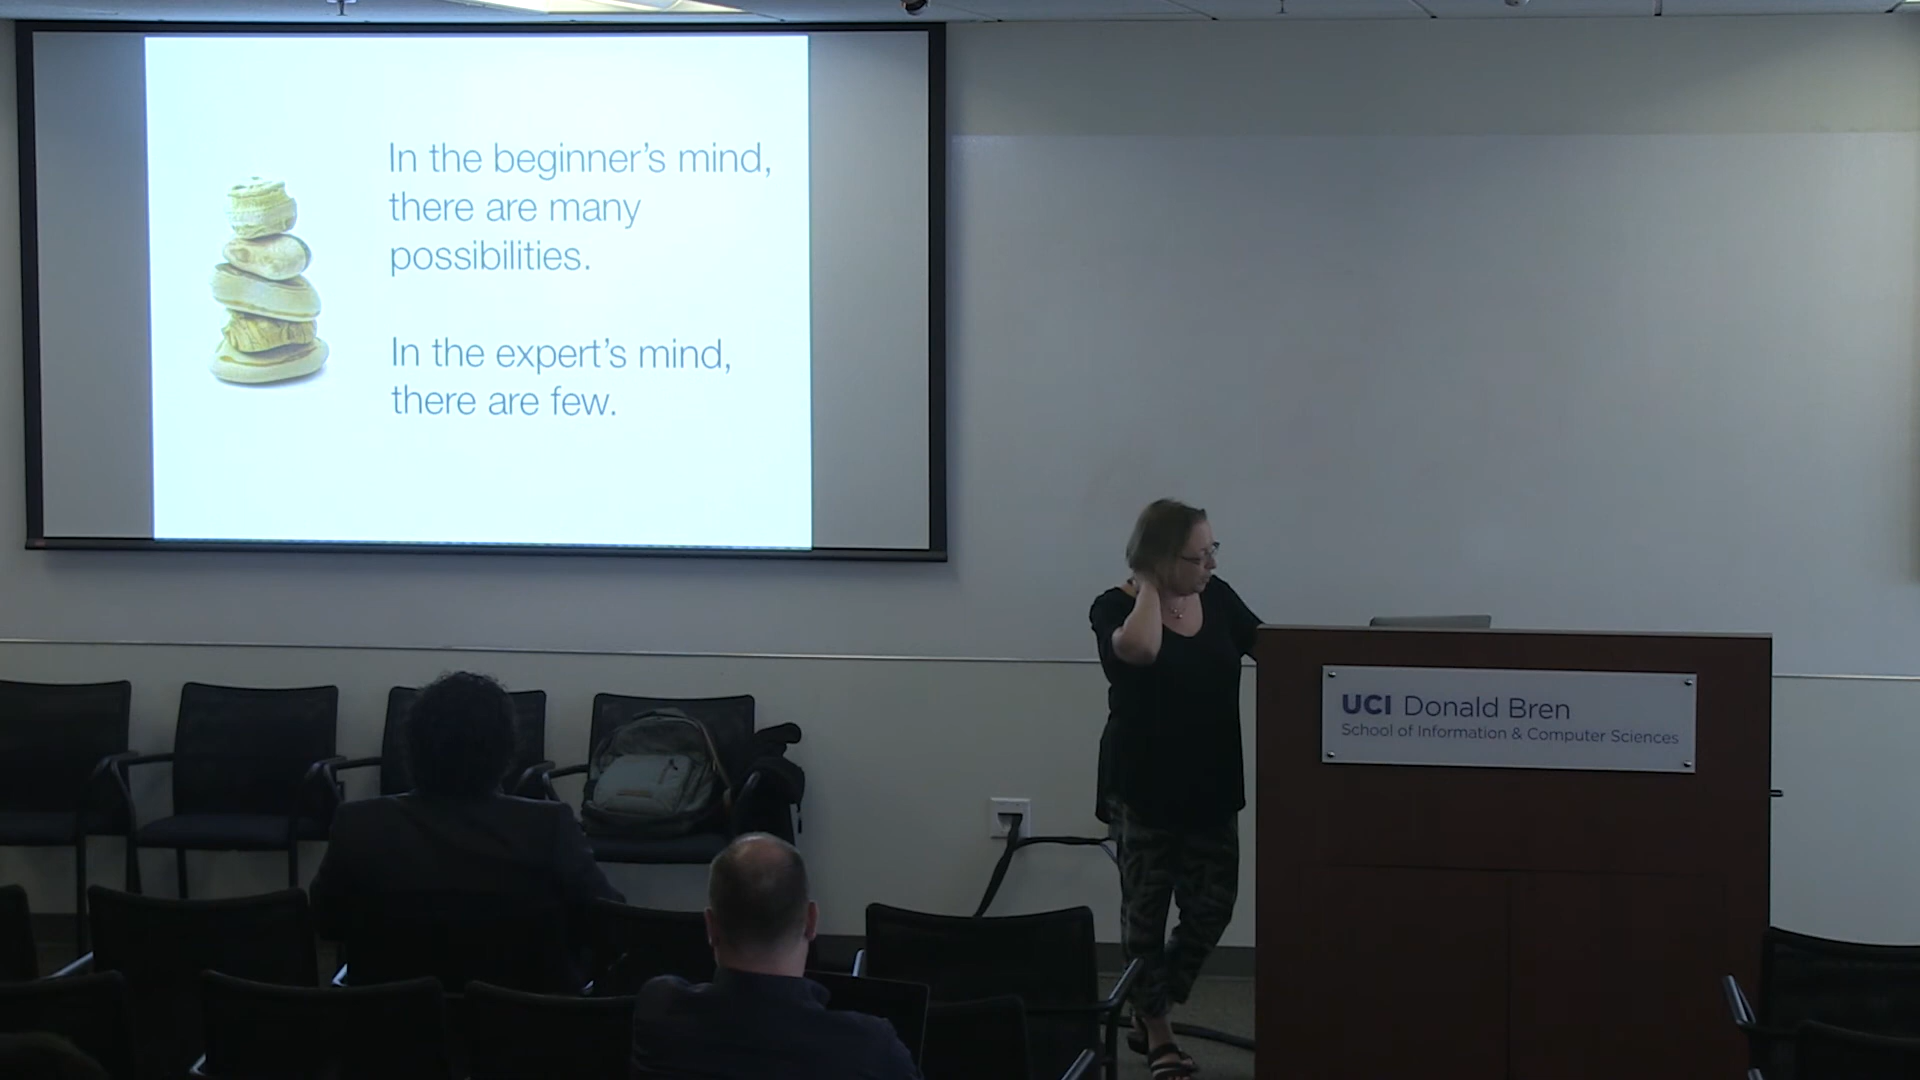 In the beginner's mind,
there are many
possibilities.
In the expert's mind,
there are few.
UCI Donald Bren
School of Information & Computer Sciences